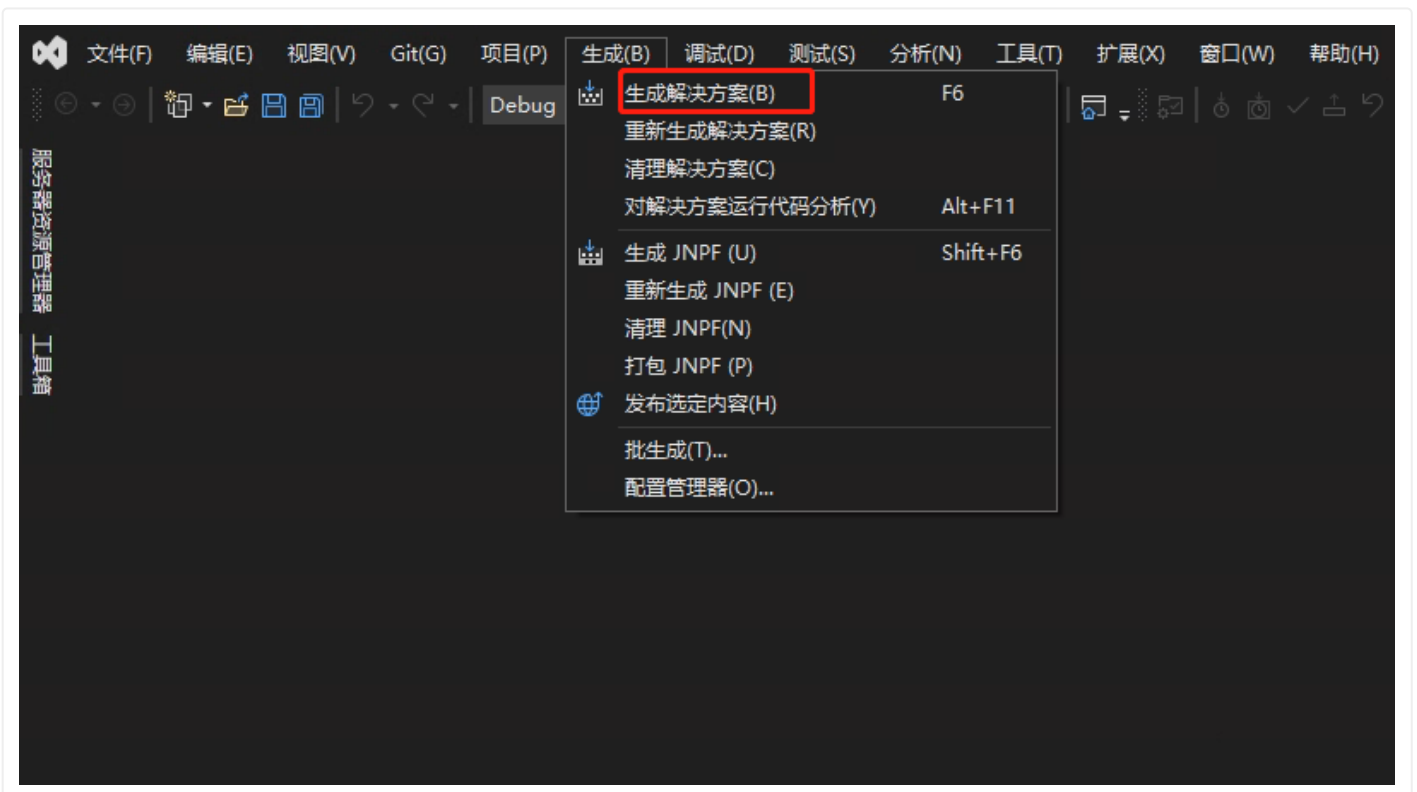 文件(F) 编辑(E) 视图(V) Git(G) 项目(P) 生成(B) 调试(D) 测试(S) 分析(N) 工具(T) 扩展(X) 窗口(W) 帮助(H)
Debug
生成解决方案(B) F6
重新生成解决方案(R)
清理解决方案(C)
对解决方案运行代码分析(Y) Alt+F11
生成 JNPF (U) Shift+F6
重新生成 JNPF (E)
清理 JNPF(N)
打包 JNPF (P)
发布选定内容(H)
批生成(T)...
配置管理器(O)...
服务器资源管理器
工具箱